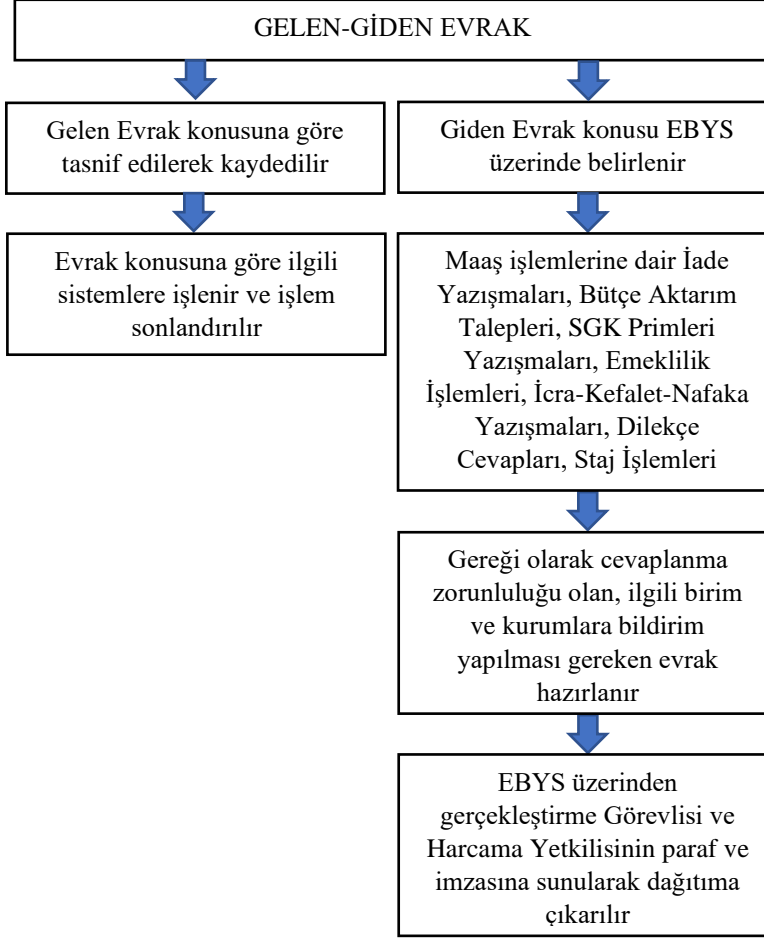 GELEN-GİDEN EVRAK
Gelen Evrak konusuna göre
tasnif edilerek kaydedilir
Evrak konusuna göre ilgili
sistemlere işlenir ve işlem
sonlandırılır
Giden Evrak konusu EBYS
üzerinde belirlenir
Maaş işlemlerine dair İade
Yazışmaları, Bütçe Aktarım
Talepleri, SGK Primleri
Yazışmaları, Emeklilik
İşlemleri, İcra-Kefalet-Nafaka
Yazışmaları, Dilekçe
Cevapları, Staj İşlemleri
Gereği olarak cevaplanma
zorunluluğu olan, ilgili birim
ve kurumlara bildirim
yapılması gereken evrak
hazırlanır
EBYS üzerinden
gerçekleştirme Görevlisi ve
Harcama Yetkilisinin paraf ve
imzasına sunularak dağıtıma
çıkarılır